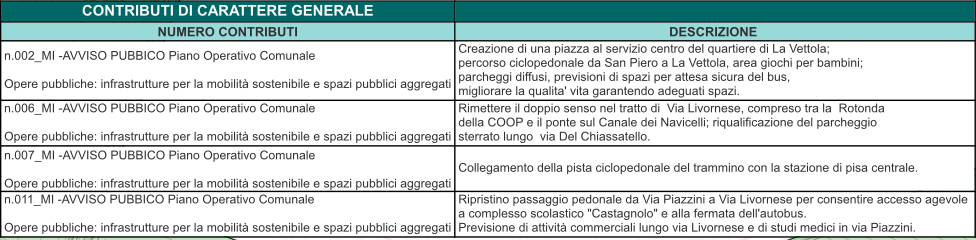 CONTRIBUTI DI CARATTERE GENERALE
NUMERO CONTRIBUTI
DESCRIZIONE
n.002_MI -AVVISO PUBBICO Piano Operativo Comunale
Opere pubbliche: infrastrutture per la mobilità sostenibile e spazi pubblici aggregati
Creazione di una piazza al servizio centro del quartiere di La Vettola;
percorso ciclopedonale da San Piero a La Vettola, area giochi per bambini;
parcheggi diffusi, previsioni di spazi per attesa sicura del bus,
migliorare la qualita' vita garantendo adeguati spazi.
n.006_MI -AVVISO PUBBICO Piano Operativo Comunale
Opere pubbliche: infrastrutture per la mobilità sostenibile e spazi pubblici aggregati
Rimettere il doppio senso nel tratto di Via Livornese, compreso tra la Rotonda
della COOP e il ponte sul Canale dei Navicelli; riqualificazione del parcheggio
sterrato lungo via Del Chiassatello.
n.007_MI -AVVISO PUBBICO Piano Operativo Comunale
Opere pubbliche: infrastrutture per la mobilità sostenibile e spazi pubblici aggregati
Collegamento della pista ciclopedonale del trammino con la stazione di pisa centrale.
n.011_MI -AVVISO PUBBICO Piano Operativo Comunale
Opere pubbliche: infrastrutture per la mobilità sostenibile e spazi pubblici aggregati
Ripristino passaggio pedonale da Via Piazzini a Via Livornese per consentire accesso agevole
a complesso scolastico "Castagnolo" e alla fermata dell'autobus.
Previsione di attività commerciali lungo via Livornese e di studi medici in via Piazzini.